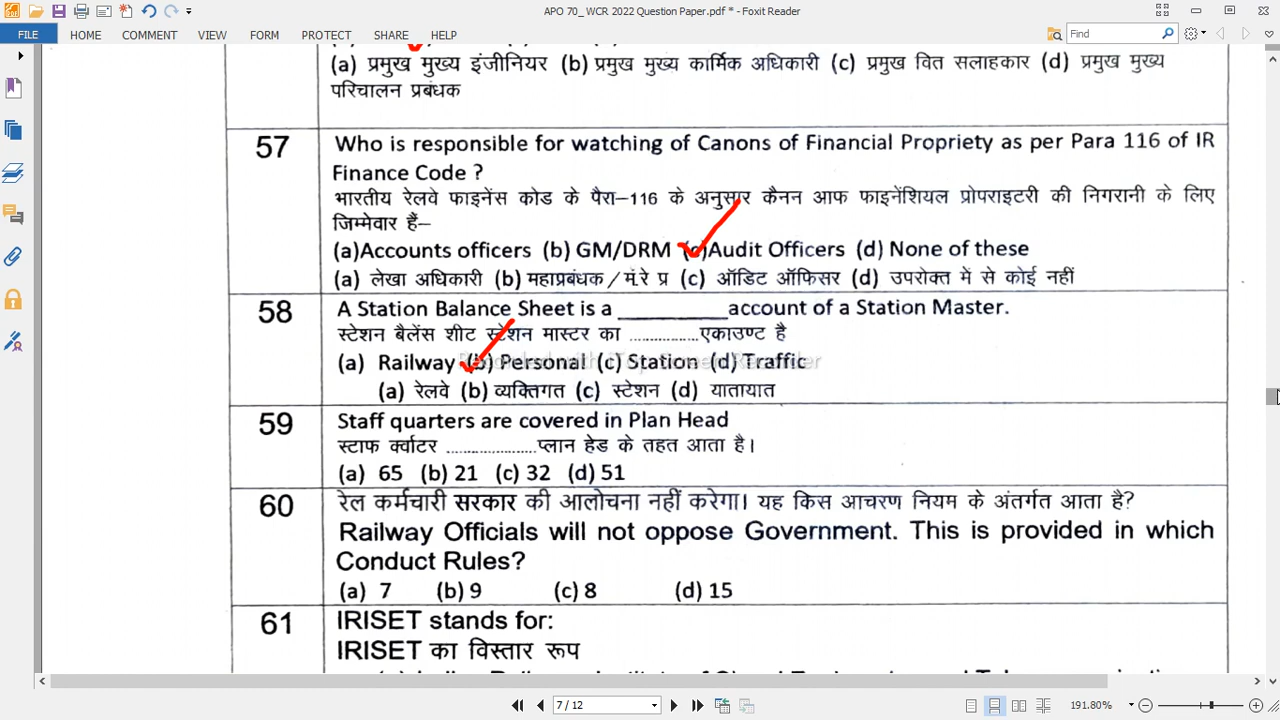 APO 70_ WCR 2022 Question Paper.pdf * - Foxit Reader
FILE HOME COMMENT VIEW FORM PROTECT SHARE HELP
Find
(a) प्रमुख मुख्य इंजीनियर (b) प्रमुख मुख्य कार्मिक अधिकारी (c) प्रमुख वित सलाहकार (d) प्रमुख मुख्य
परिचालन प्रबंधक
57 Who is responsible for watching of Canons of Financial Propriety as per Para 116 of IR
Finance Code ?
भारतीय रेलवे फाइनेंस कोड के पैरा–116 के अनुसार कैनन आफ फाइनेंशियल प्रोपराइटरी की निगरानी के लिए
जिम्मेवार हैं–
(a)Accounts officers (b) GM/DRM (c)Audit Officers (d) None of these
(a) लेखा अधिकारी (b) महाप्रबंधक/मं.रे प्र (c) ऑडिट ऑफिसर (d) उपरोक्त में से कोई नहीं
58 A Station Balance Sheet is a ____________ account of a Station Master.
स्टेशन बैलेंस शीट स्टेशन मास्टर का ................एकाउण्ट है
(a) Railway (b) Personal (c) Station (d) Traffic
Recorded with iTop Screen Recorder
(a) रेलवे (b) व्यक्तिगत (c) स्टेशन (d) यातायात
59 Staff quarters are covered in Plan Head
स्टाफ र्क्वाटर .....................प्लान हेड के तहत आता है।
(a) 65 (b) 21 (c) 32 (d) 51
60 रेल कर्मचारी सरकार की आलोचना नहीं करेगा। यह किस आचरण नियम के अंतर्गत आता है?
Railway Officials will not oppose Government. This is provided in which
Conduct Rules?
(a) 7 (b) 9 (c) 8 (d) 15
61 IRISET stands for:
IRISET का विस्तार रूप
7 / 12
191.80%